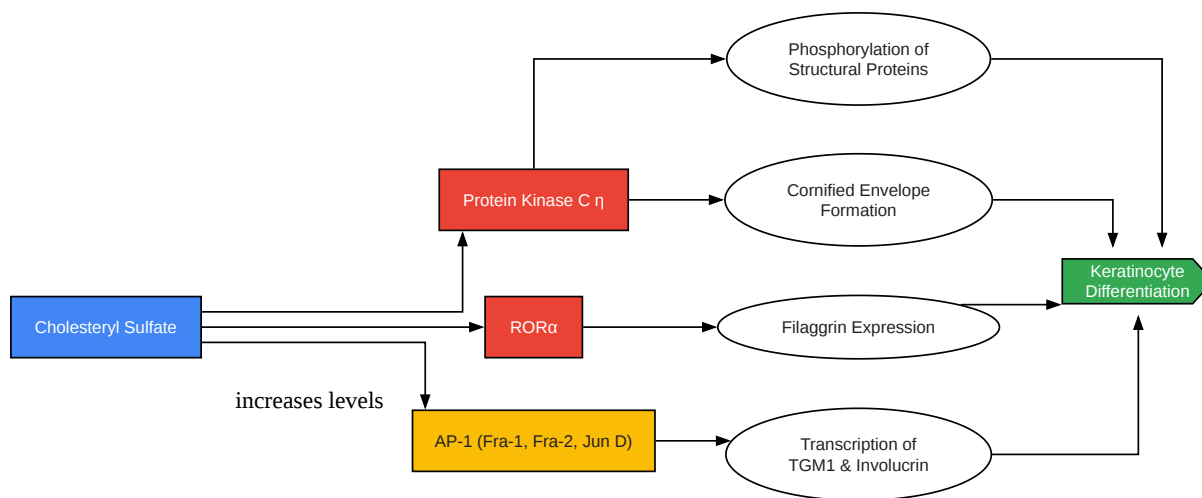 Phosphorylation of
Structural Proteins
Protein Kinase C η
Cornified Envelope
Formation
Keratinocyte
Differentiation
Cholesteryl Sulfate
RORα
Filaggrin Expression
increases levels
AP-1 (Fra-1, Fra-2, Jun D)
Transcription of
TGM1 & Involucrin